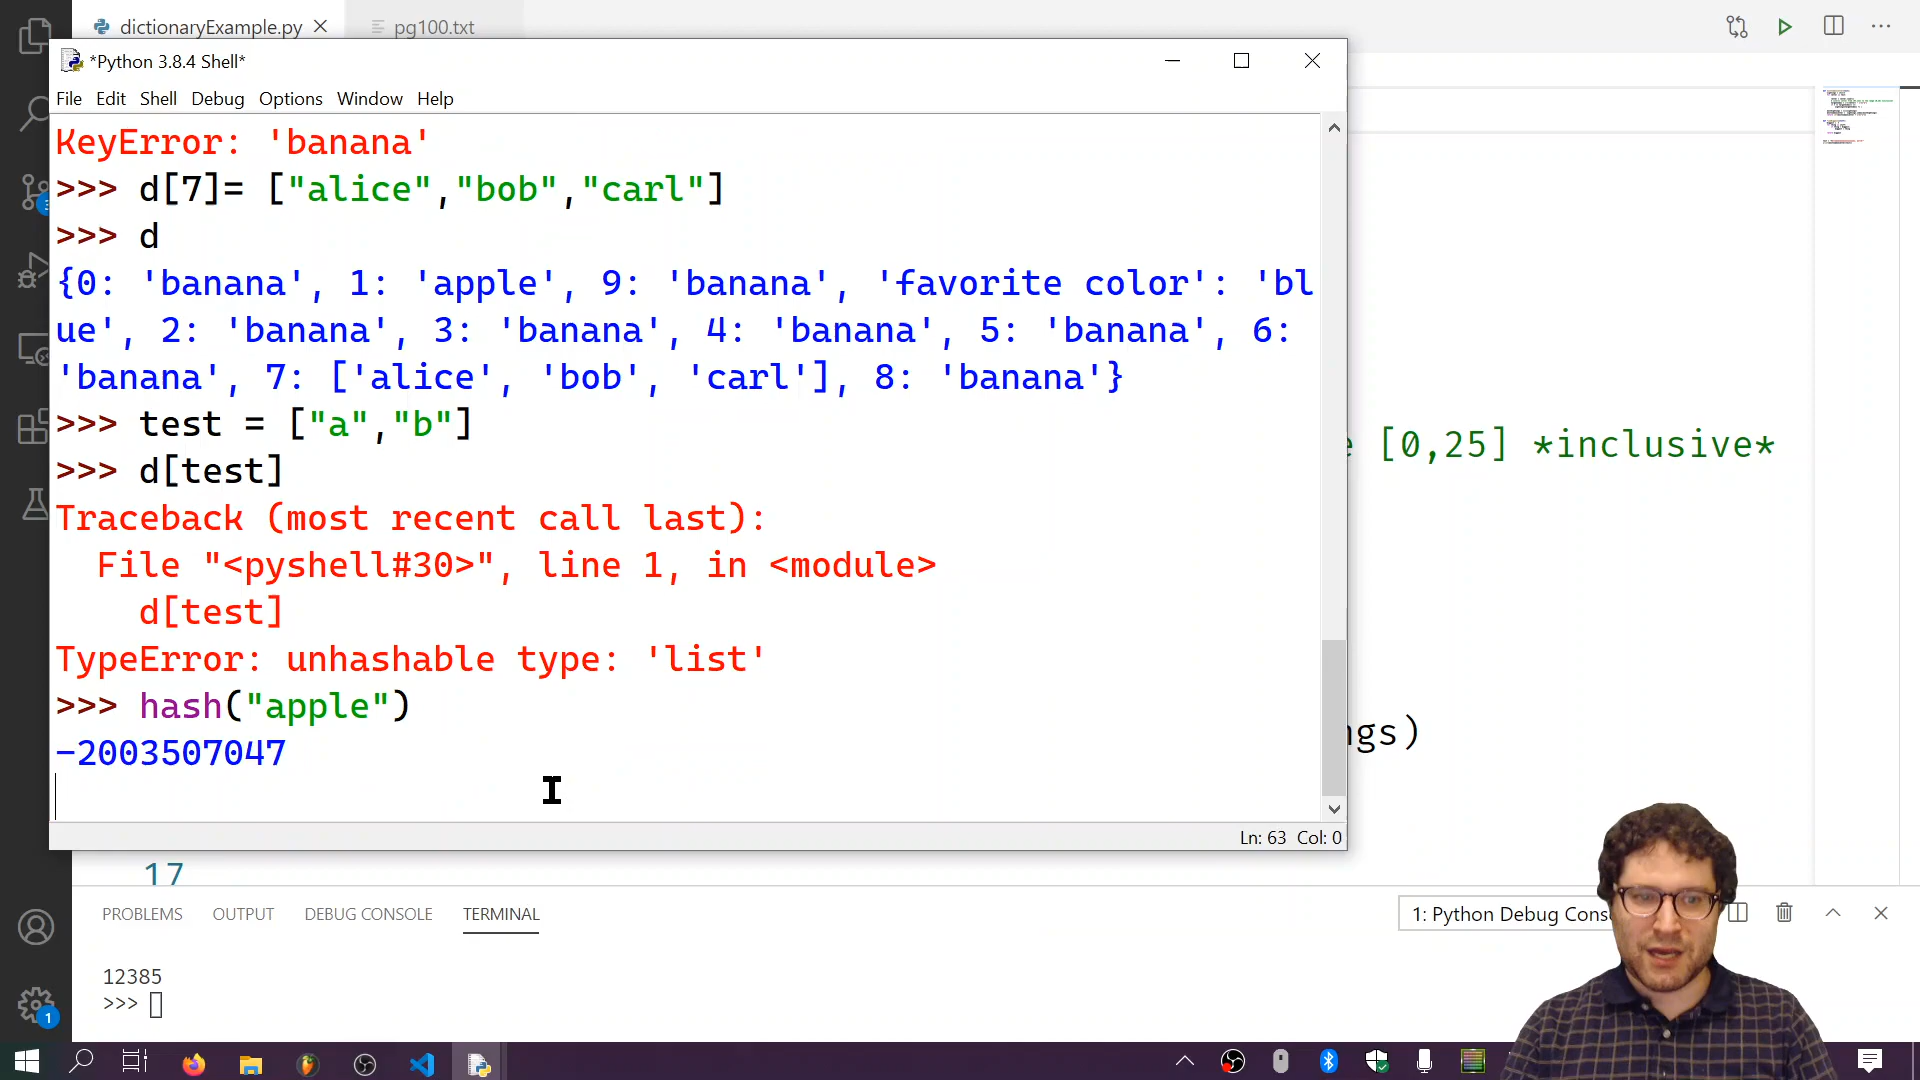 dictionaryExample.py
pg100.txt
*Python 3.8.4 Shell*
File Edit Shell Debug Options Window Help
KeyError: 'banana'
>>> d[7]= ["alice","bob","carl"]
>>> d
{0: 'banana', 1: 'apple', 9: 'banana', 'favorite color': 'bl
ue', 2: 'banana', 3: 'banana', 4: 'banana', 5: 'banana', 6:
'banana', 7: ['alice', 'bob', 'carl'], 8: 'banana'}
>>> test = ["a","b"]
>>> d[test]
Traceback (most recent call last):
  File "<pyshell#30>", line 1, in <module>
    d[test]
TypeError: unhashable type: 'list'
>>> hash("apple")
-2003507047
Ln: 63 Col: 0
[0,25] *inclusive*
ngs)
17
PROBLEMS OUTPUT DEBUG CONSOLE TERMINAL
1: Python Debug Conso
12385
>>>
1